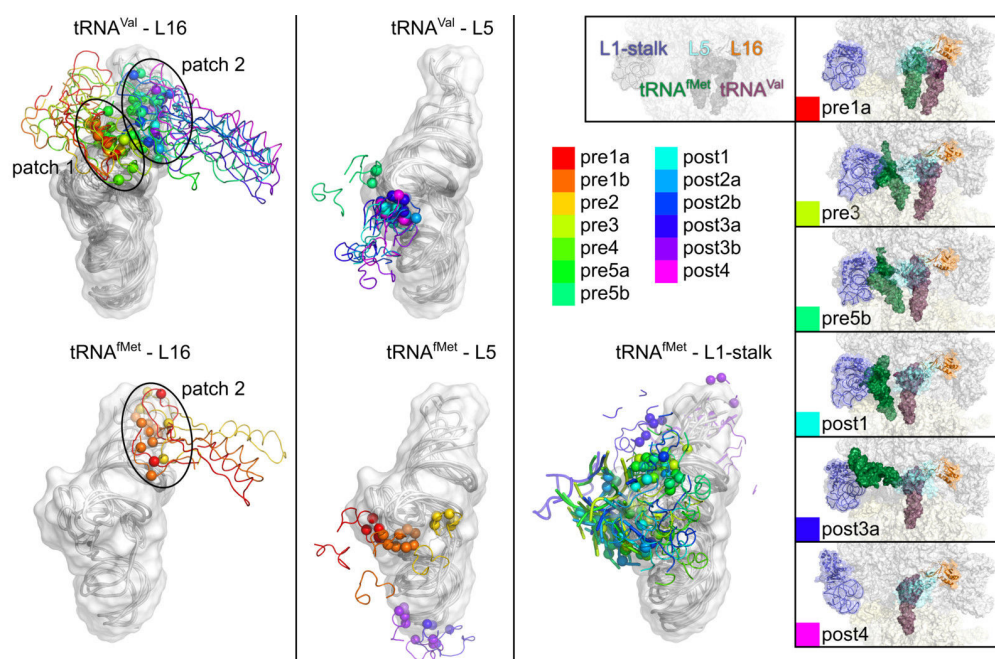 tRNAVal - L16
patch 2
patch 1
tRNAVal - L5
L1-stalk L5 L16
tRNAfMet tRNAVal
pre1a
pre1b
pre2
pre3
pre4
pre5a
pre5b
post1
post2a
post2b
post3a
post3b
post4
tRNAfMet - L16
patch 2
tRNAfMet - L5
tRNAfMet - L1-stalk
pre1a
pre3
pre5b
post1
post3a
post4